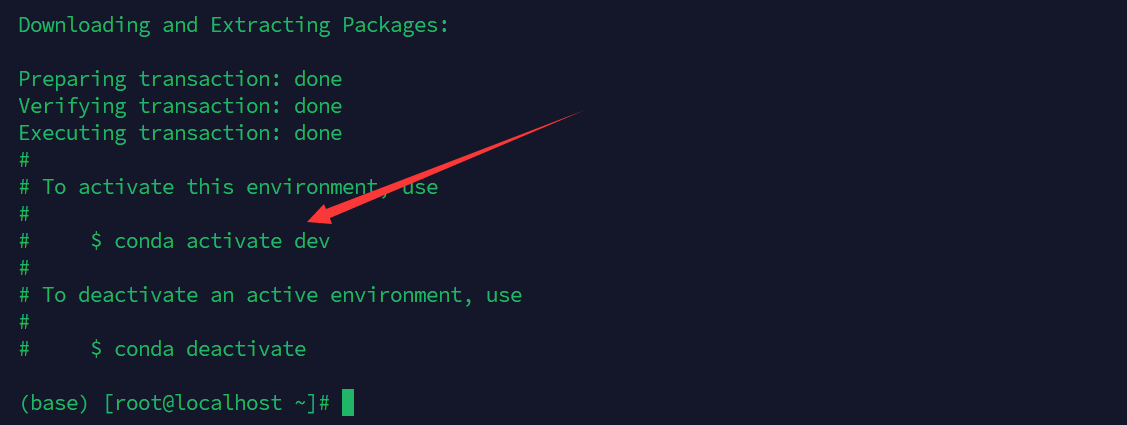 Downloading and Extracting Packages:
Preparing transaction: done
Verifying transaction: done
Executing transaction: done
#
# To activate this environment, use
#
#     $ conda activate dev
#
# To deactivate an active environment, use
#
#     $ conda deactivate
(base) [root@localhost ~]#